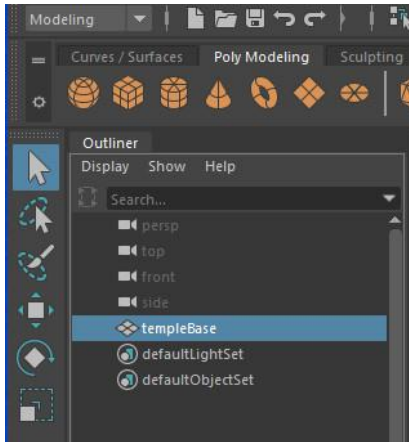 Modeling
Curves / Surfaces Poly Modeling Sculpting
Outliner
Display Show Help
Search...
persp
top
front
side
templeBase
defaultLightSet
defaultObjectSet